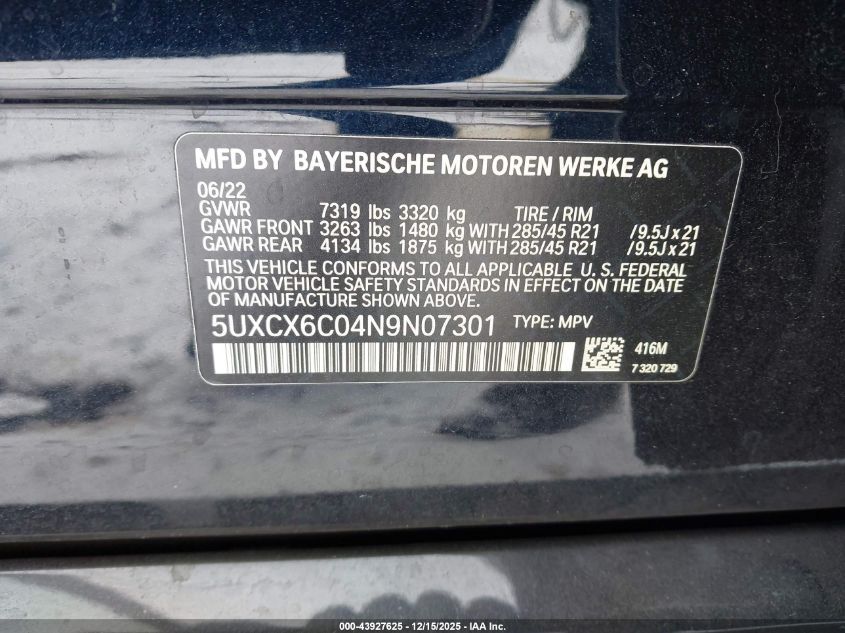 MFD BY BAYERISCHE MOTOREN WERKE AG
06/22
GVWR 7319 lbs 3320 kg TIRE / RIM
GAWR FRONT 3263 lbs 1480 kg WITH 285/45 R21 /9.5J x 21
GAWR REAR 4134 lbs 1875 kg WITH 285/45 R21 /9.5J x 21
THIS VEHICLE CONFORMS TO ALL APPLICABLE U. S. FEDERAL
MOTOR VEHICLE SAFETY STANDARDS IN EFFECT ON THE DATE
OF MANUFACTURE SHOWN ABOVE.
5UXCX6C04N9N07301 TYPE: MPV
416M
7 320 729
000-43927625 - 12/15/2025 - IAA Inc.